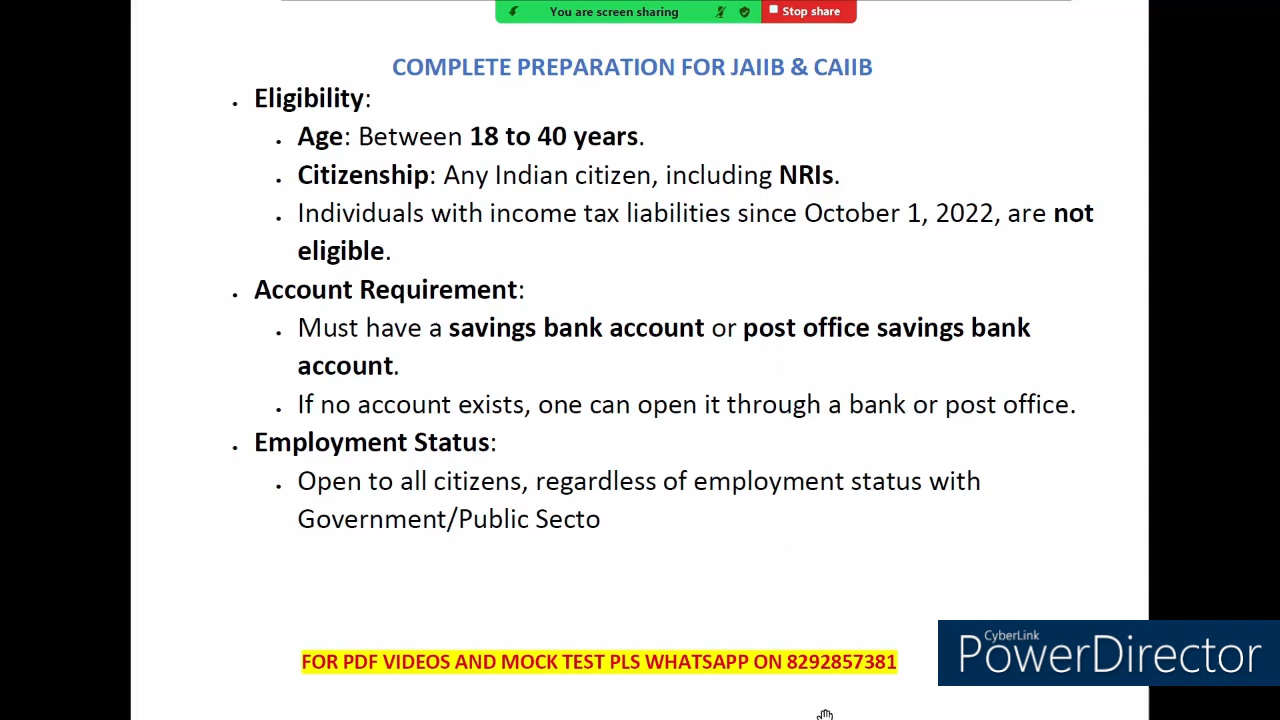 You are screen sharing
Stop share
COMPLETE PREPARATION FOR JAIIB & CAIIB
• Eligibility:
• Age: Between 18 to 40 years.
• Citizenship: Any Indian citizen, including NRIs.
• Individuals with income tax liabilities since October 1, 2022, are not
eligible.
• Account Requirement:
• Must have a savings bank account or post office savings bank
account.
• If no account exists, one can open it through a bank or post office.
• Employment Status:
• Open to all citizens, regardless of employment status with
Government/Public Secto
FOR PDF VIDEOS AND MOCK TEST PLS WHATSAPP ON 8292857381
CyberLink
PowerDirector